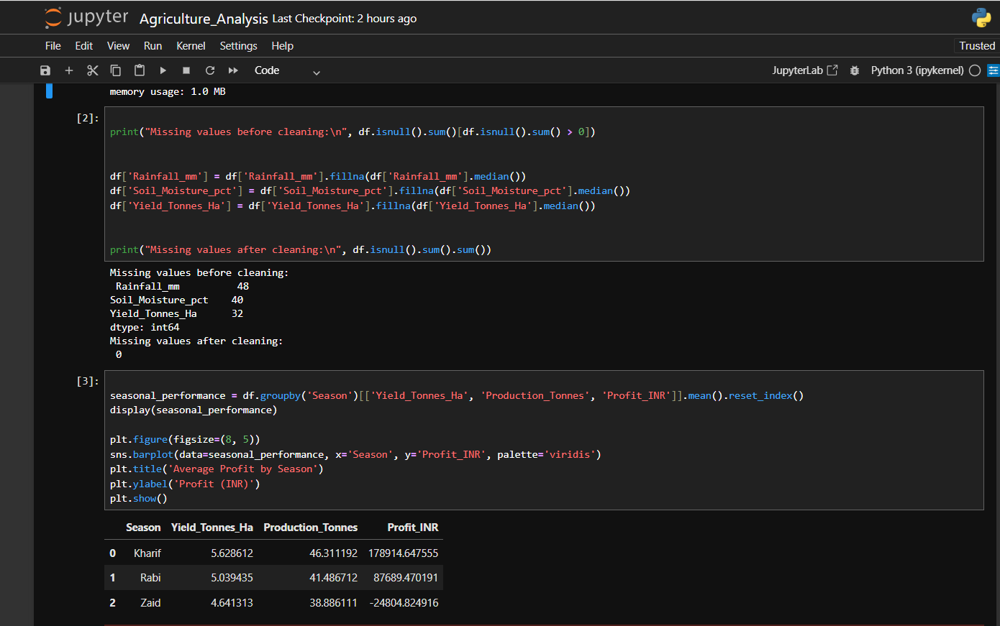 jupyter Agriculture_Analysis Last Checkpoint: 2 hours ago
File Edit View Run Kernel Settings Help Trusted
Code JupyterLab Python 3 (ipykernel)
memory usage: 1.0 MB
[2]:
print("Missing values before cleaning:\n", df.isnull().sum()[df.isnull().sum() > 0])
df['Rainfall_mm'] = df['Rainfall_mm'].fillna(df['Rainfall_mm'].median())
df['Soil_Moisture_pct'] = df['Soil_Moisture_pct'].fillna(df['Soil_Moisture_pct'].median())
df['Yield_Tonnes_Ha'] = df['Yield_Tonnes_Ha'].fillna(df['Yield_Tonnes_Ha'].median())
print("Missing values after cleaning:\n", df.isnull().sum().sum())
Missing values before cleaning:
Rainfall_mm 48
Soil_Moisture_pct 40
Yield_Tonnes_Ha 32
dtype: int64
Missing values after cleaning:
0
[3]:
seasonal_performance = df.groupby('Season')[['Yield_Tonnes_Ha', 'Production_Tonnes', 'Profit_INR']].mean().reset_index()
display(seasonal_performance)
plt.figure(figsize=(8, 5))
sns.barplot(data=seasonal_performance, x='Season', y='Profit_INR', palette='viridis')
plt.title('Average Profit by Season')
plt.ylabel('Profit (INR)')
plt.show()
Season Yield_Tonnes_Ha Production_Tonnes Profit_INR
0 Kharif 5.628612 46.311192 178914.647555
1 Rabi 5.039435 41.486712 87689.470191
2 Zaid 4.641313 38.886111 -24804.824916